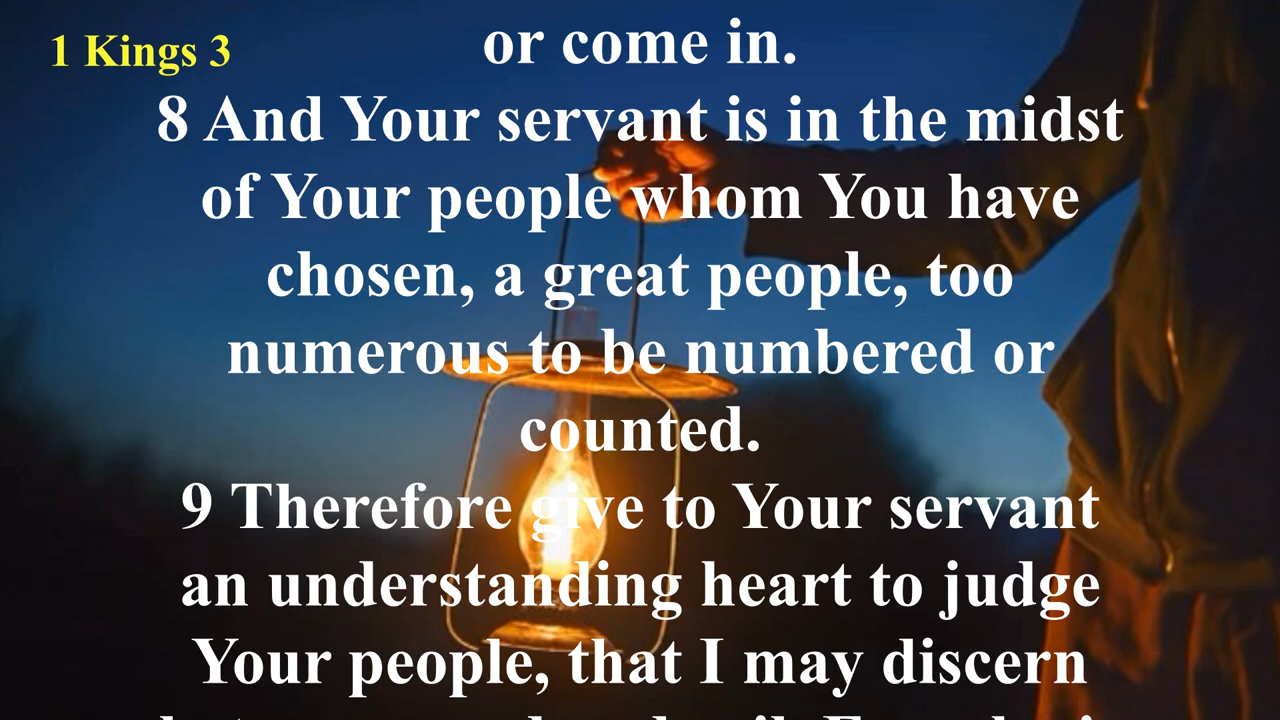 1 Kings 3
or come in.
8 And Your servant is in the midst
of Your people whom You have
chosen, a great people, too
numerous to be numbered or
counted.
9 Therefore give to Your servant
an understanding heart to judge
Your people, that I may discern